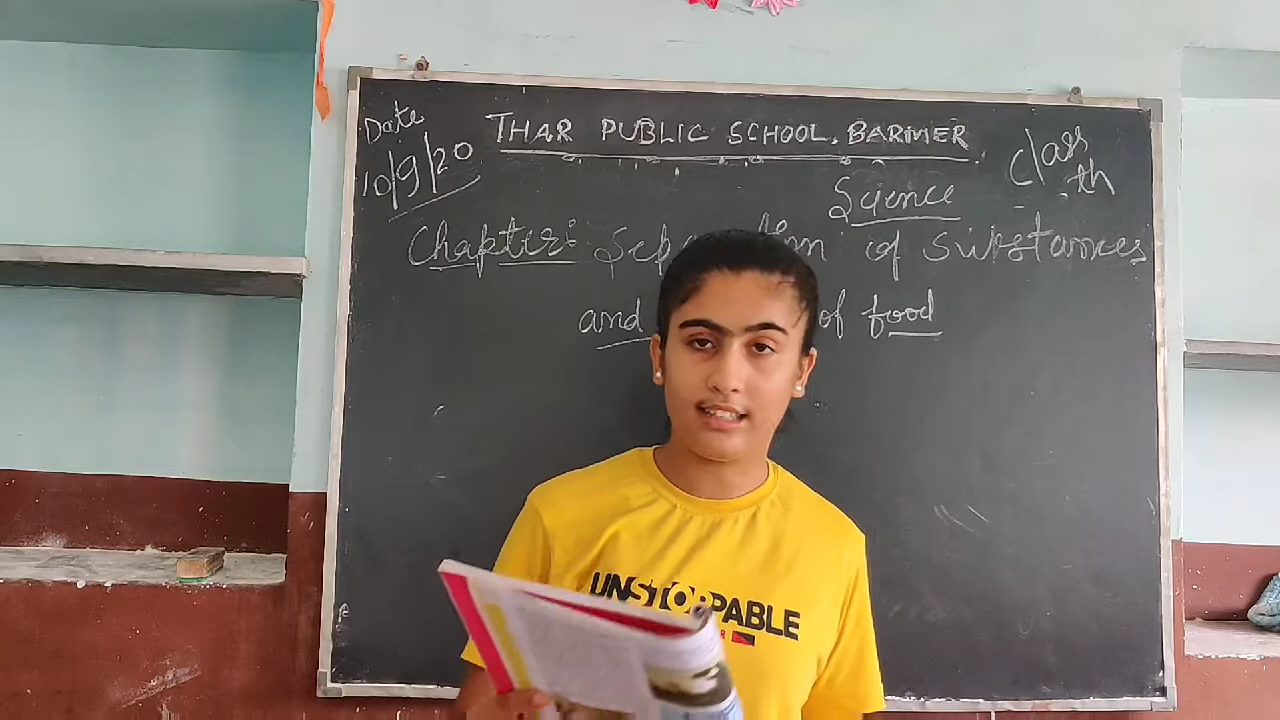 Date
10/9/20
THAR PUBLIC SCHOOL, BARMER
Class
th
Science
Chapter: of Substances
and of food
UNSTOPPABLE